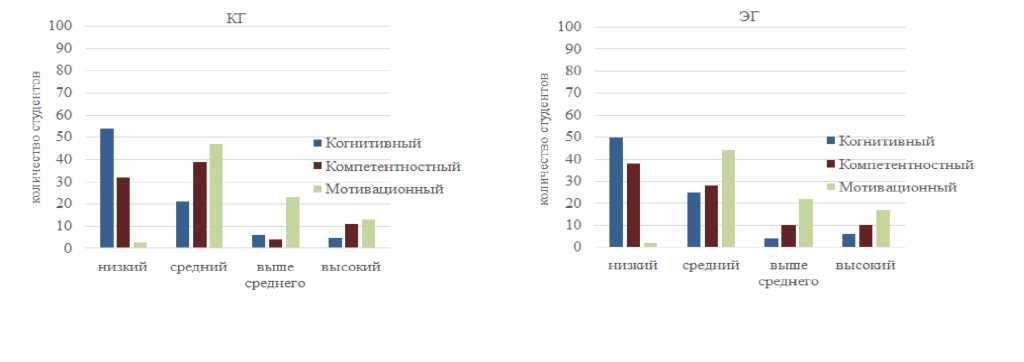 КГ
100
90
80
70
60
50
40
30
20
10
0
количество студентов
Когнитивный
Компетентностный
Мотивационный
низкий средний выше среднего высокий
ЭГ
100
90
80
70
60
50
40
30
20
10
0
количество студентов
Когнитивный
Компетентностный
Мотивационный
низкий средний выше среднего высокий